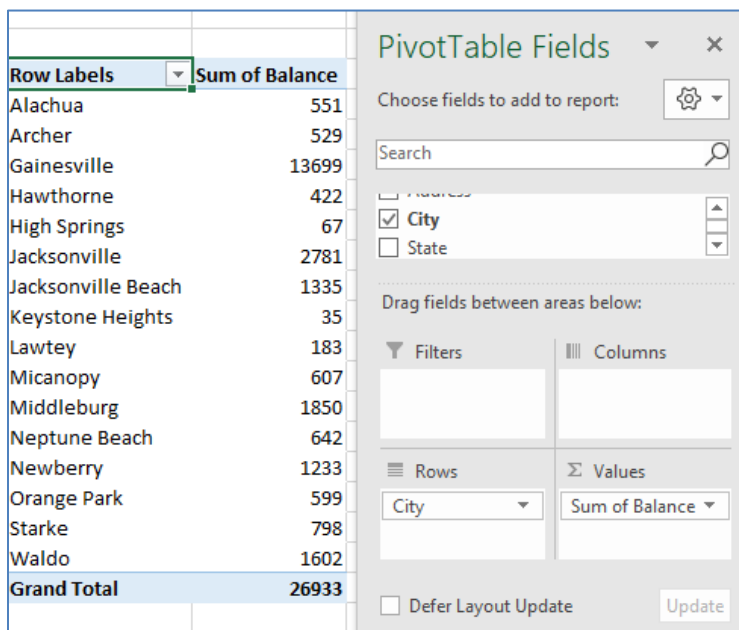 Row Labels Sum of Balance
Alachua 551
Archer 529
Gainesville 13699
Hawthorne 422
High Springs 67
Jacksonville 2781
Jacksonville Beach 1335
Keystone Heights 35
Lawtey 183
Micanopy 607
Middleburg 1850
Neptune Beach 642
Newberry 1233
Orange Park 599
Starke 798
Waldo 1602
Grand Total 26933
PivotTable Fields
Choose fields to add to report:
Search
Address
City
State
Drag fields between areas below:
Filters Columns
Rows Values
City Sum of Balance
Defer Layout Update Update